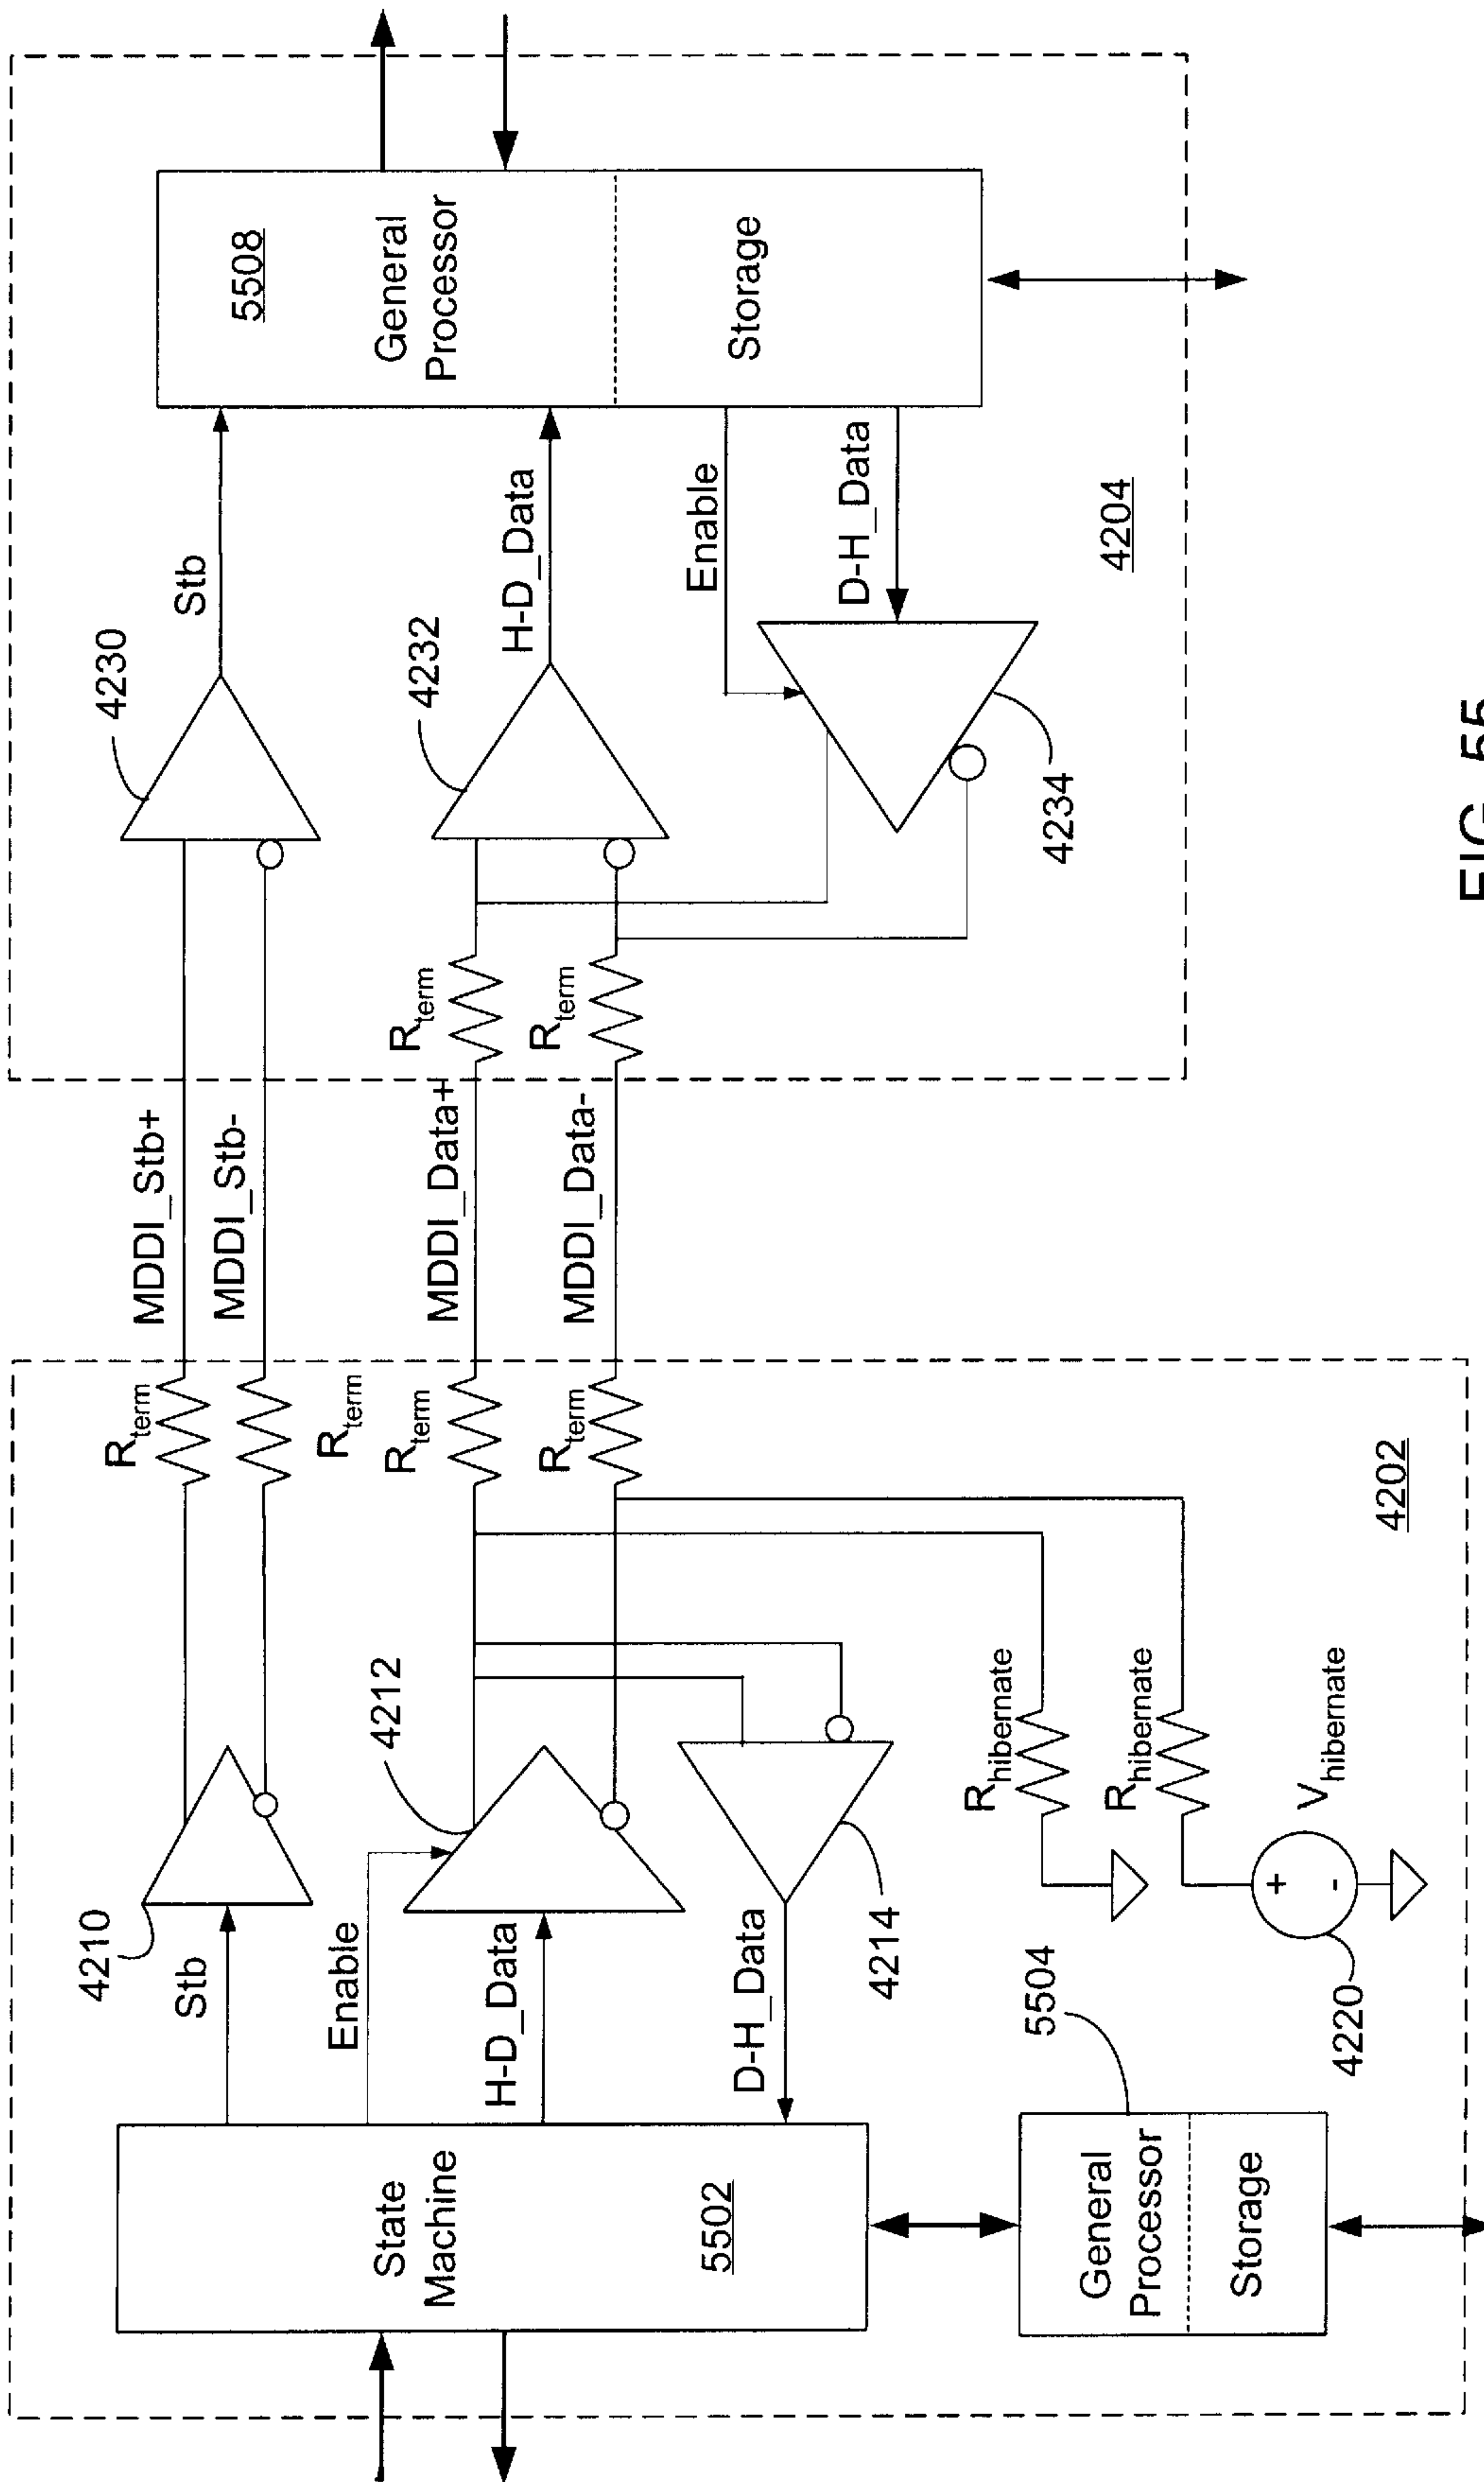 4210
Stb
Enable
H-D_Data
4212
D-H_Data
4214
State
Machine
5502
5504
General
Processor
Storage
R_term
R_term
R_term
R_term
R_hibernate
R_hibernate
V_hibernate
+
-
4220
4202
MDDI_Stb+
MDDI_Stb-
MDDI_Data+
MDDI_Data-
R_term
R_term
4230
Stb
4232
H-D_Data
Enable
D-H_Data
4234
4204
5508
General
Processor
Storage
FIG. 55